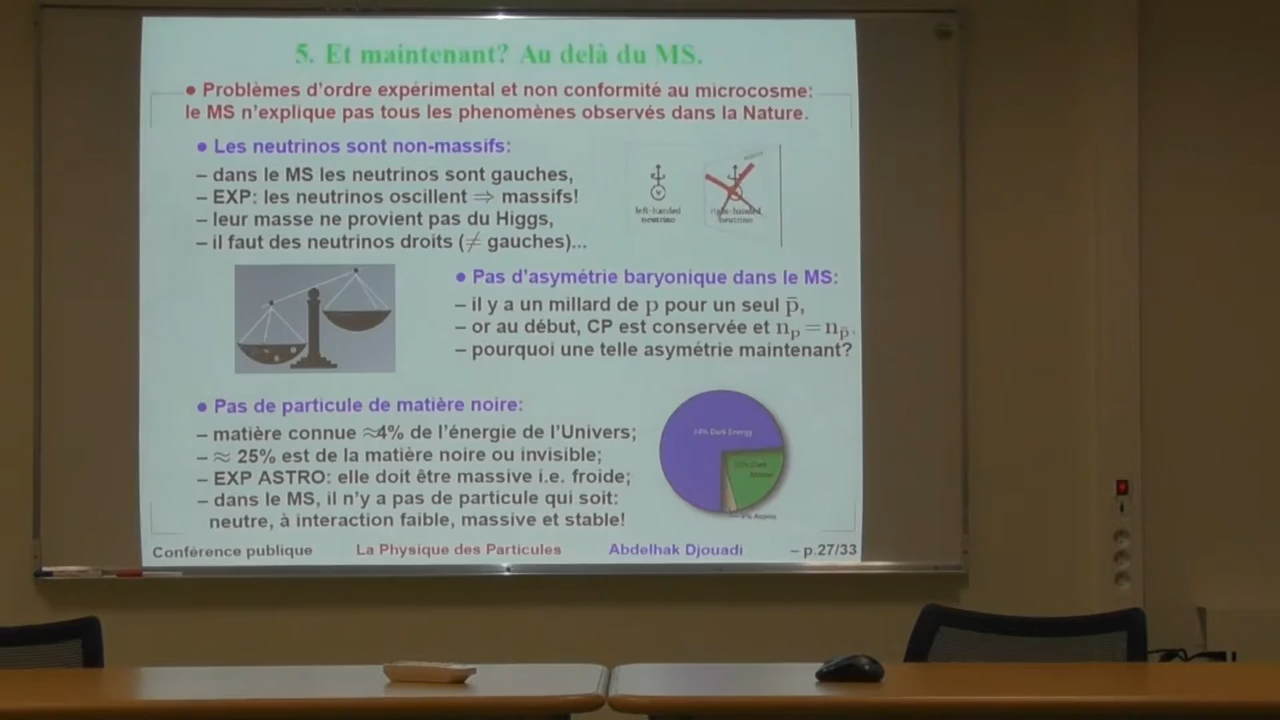 5. Et maintenant? Au delà du MS.
● Problèmes d'ordre expérimental et non conformité au microcosme:
le MS n'explique pas tous les phenomènes observés dans la Nature.
● Les neutrinos sont non-massifs:
– dans le MS les neutrinos sont gauches,
– EXP: les neutrinos oscillent ⇒ massifs!
– leur masse ne provient pas du Higgs,
– il faut des neutrinos droits (≠ gauches)...
left-handed
neutrino
right-handed
neutrino
● Pas d'asymétrie baryonique dans le MS:
– il y a un millard de p pour un seul p̄,
– or au début, CP est conservée et nₚ=nₚ̄.
– pourquoi une telle asymétrie maintenant?
● Pas de particule de matière noire:
– matière connue ≈4% de l'énergie de l'Univers;
– ≈ 25% est de la matière noire ou invisible;
– EXP ASTRO: elle doit être massive i.e. froide;
– dans le MS, il n'y a pas de particule qui soit:
neutre, à interaction faible, massive et stable!
74% Dark Energy
Dark
Matter
Atoms
Conférence publique La Physique des Particules Abdelhak Djouadi – p.27/33